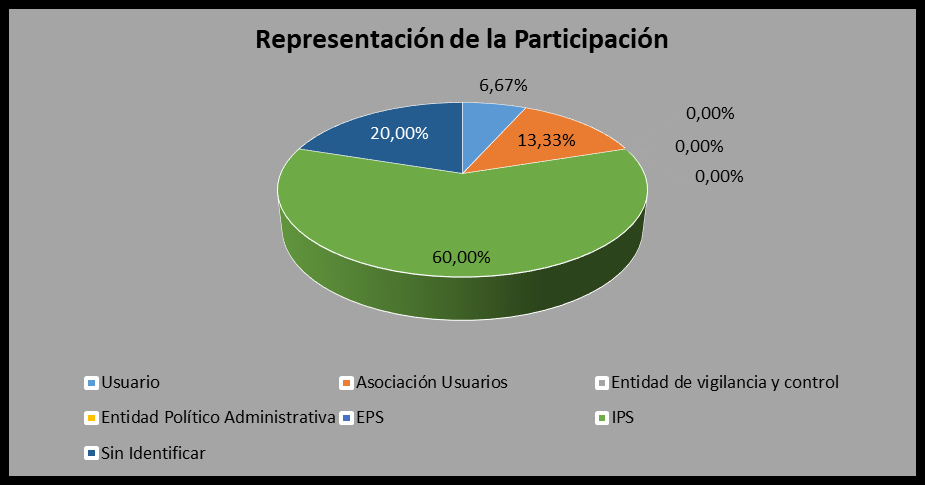 Representación de la Participación
6,67%
0,00%
20,00%
13,33%
0,00%
0,00%
60,00%
Usuario
Asociación Usuarios
Entidad de vigilancia y control
Entidad Político Administrativa
EPS
IPS
Sin Identificar